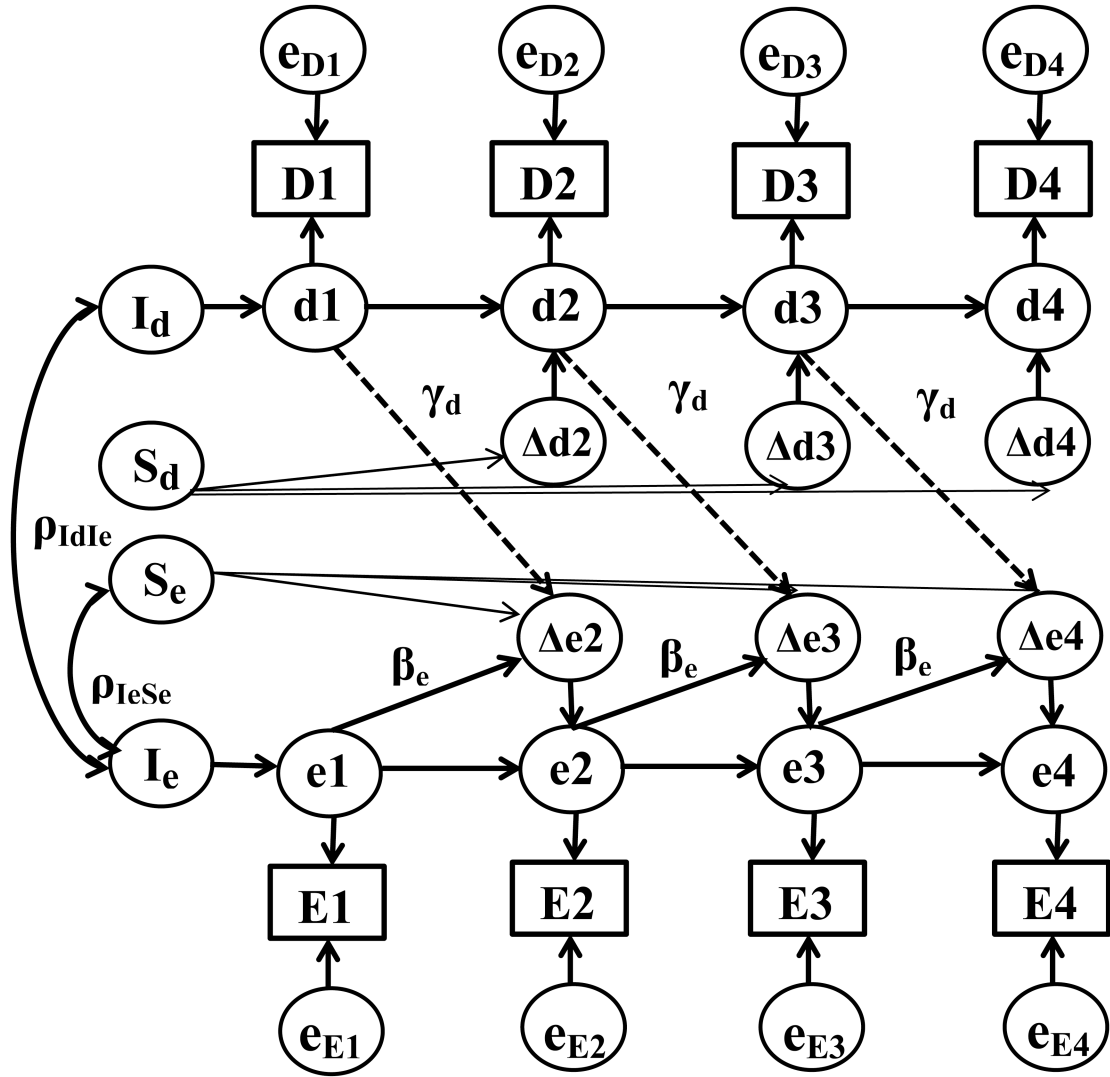 eD1 eD2 eD3 eD4
D1 D2 D3 D4
Id d1 d2 d3 d4
γd γd γd
Sd Δd2 Δd3 Δd4
ρIdIe
Se
Δe2 Δe3 Δe4
βe βe βe
ρIeSe
Ie e1 e2 e3 e4
E1 E2 E3 E4
eE1 eE2 eE3 eE4